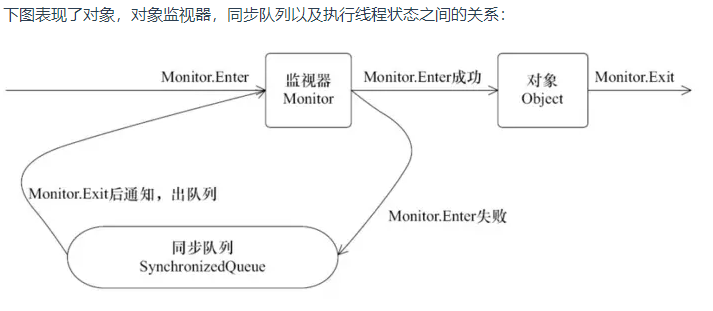 下图表现了对象，对象监视器，同步队列以及执行线程状态之间的关系：
Monitor.Enter
监视器
Monitor
Monitor.Enter成功
对象
Object
Monitor.Exit
Monitor.Exit后通知，出队列
Monitor.Enter失败
同步队列
SynchronizedQueue